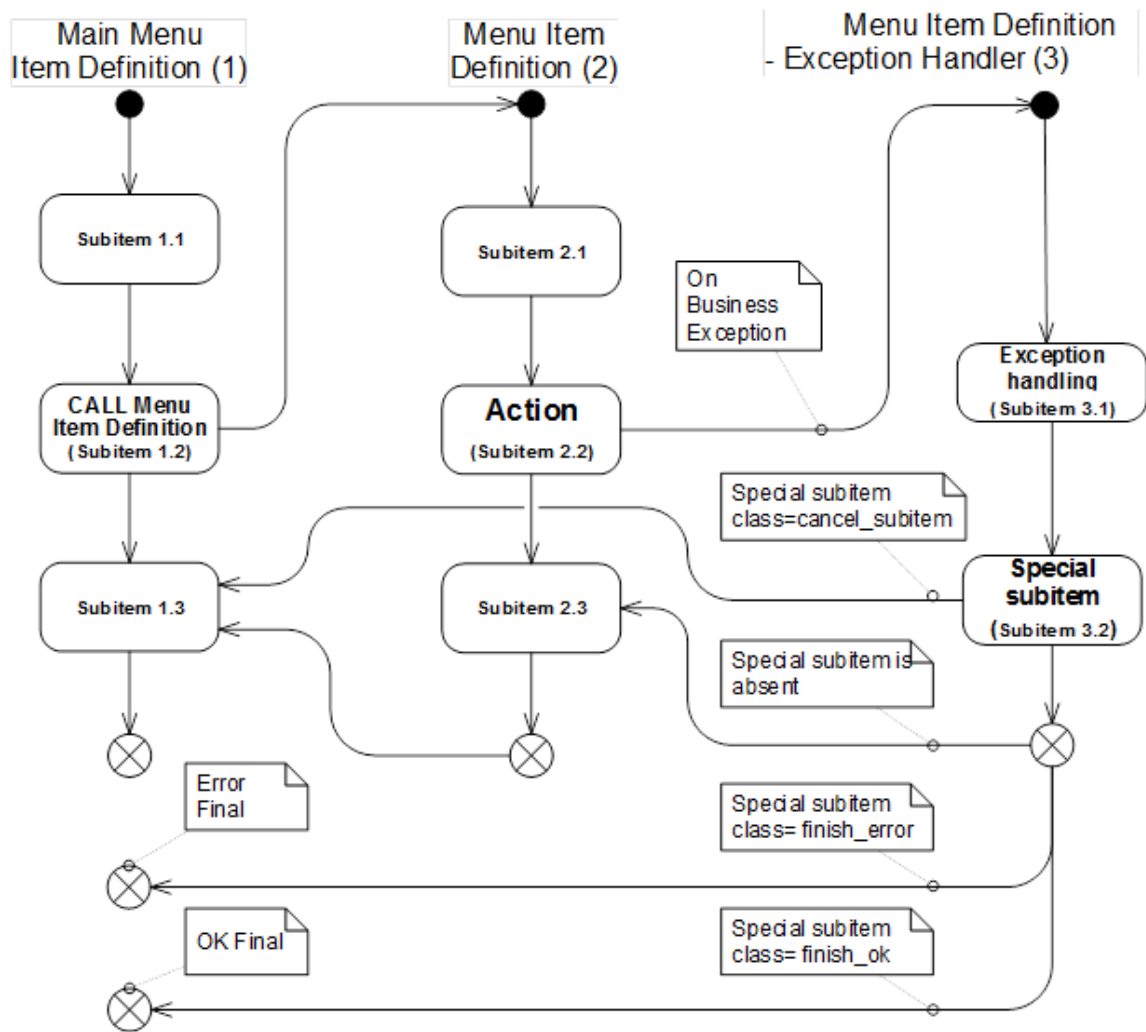 Main Menu
Item Definition (1)
Menu Item
Definition (2)
Menu Item Definition
- Exception Handler (3)
Subitem 1.1
Subitem 2.1
On
Business
Exception
Exception
handling
(Subitem 3.1)
CALL Menu
Item Definition
(Subitem 1.2)
Action
(Subitem 2.2)
Special subitem
class=cancel_subitem
Special
subitem
(Subitem 3.2)
Subitem 1.3
Subitem 2.3
Special subitem is
absent
Error
Final
Special subitem
class= finish_error
OK Final
Special subitem
class= finish_ok